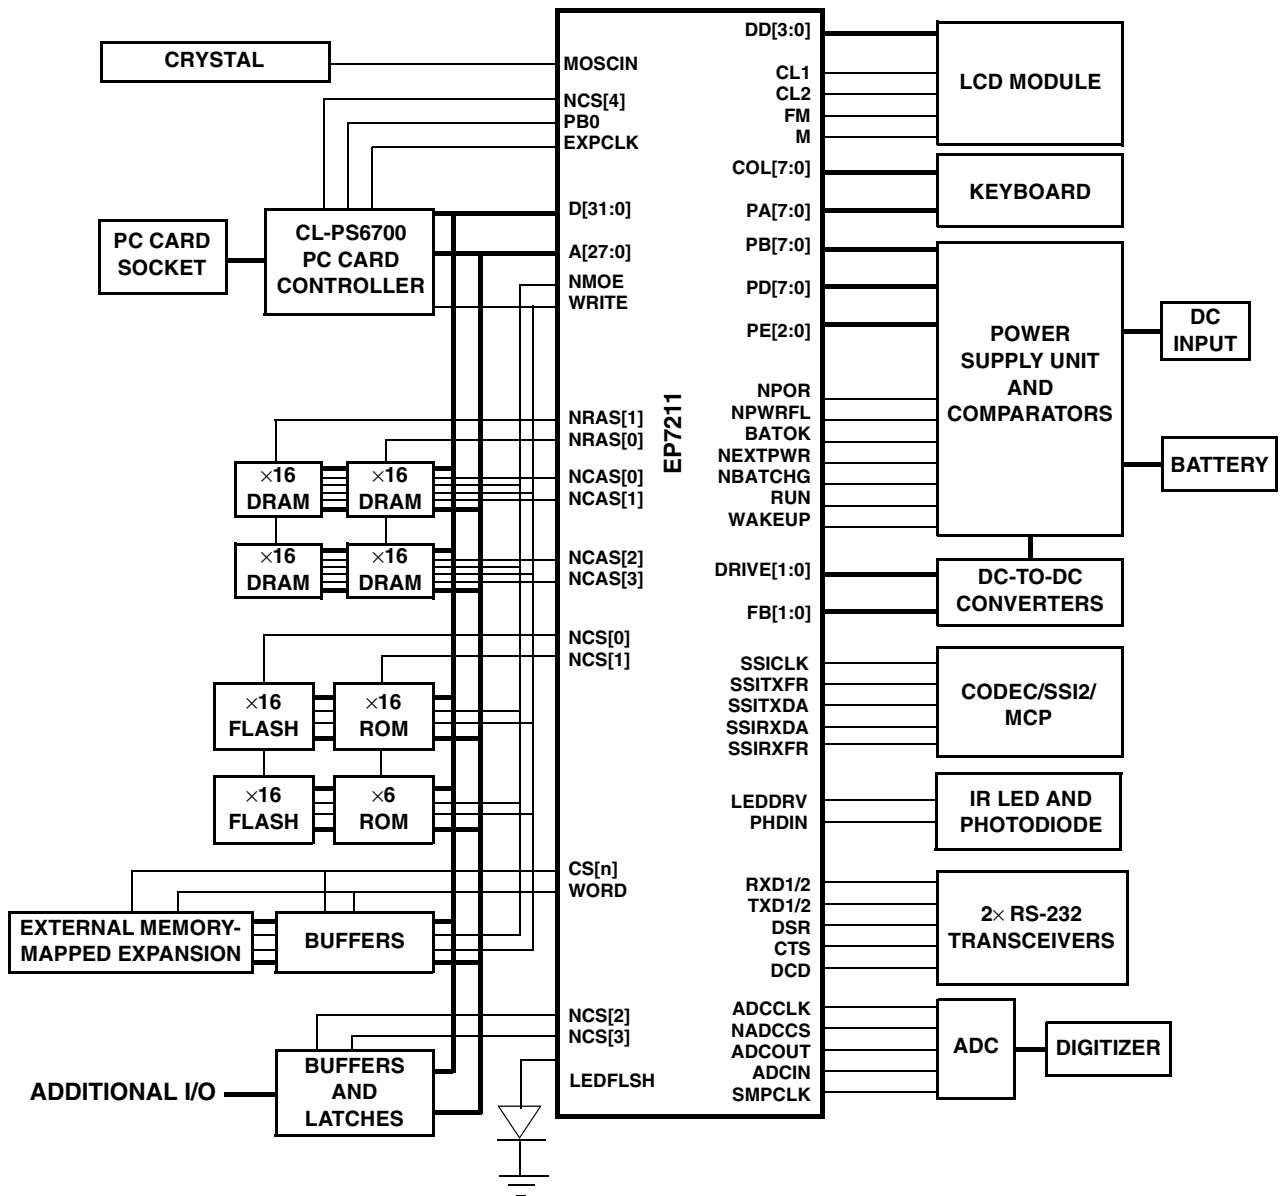 CRYSTAL
PC CARD
SOCKET
CL-PS6700
PC CARD
CONTROLLER
×16
DRAM
×16
DRAM
×16
DRAM
×16
DRAM
×16
FLASH
×16
ROM
×16
FLASH
×6
ROM
EXTERNAL MEMORY-
MAPPED EXPANSION
BUFFERS
ADDITIONAL I/O
BUFFERS
AND
LATCHES
MOSCIN
NCS[4]
PB0
EXPCLK
D[31:0]
A[27:0]
NMOE
WRITE
NRAS[1]
NRAS[0]
NCAS[0]
NCAS[1]
NCAS[2]
NCAS[3]
NCS[0]
NCS[1]
CS[n]
WORD
NCS[2]
NCS[3]
LEDFLSH
EP7211
DD[3:0]
CL1
CL2
FM
M
COL[7:0]
PA[7:0]
PB[7:0]
PD[7:0]
PE[2:0]
NPOR
NPWRFL
BATOK
NEXTPWR
NBATCHG
RUN
WAKEUP
DRIVE[1:0]
FB[1:0]
SSICLK
SSITXFR
SSITXDA
SSIRXDA
SSIRXFR
LEDDRV
PHDIN
RXD1/2
TXD1/2
DSR
CTS
DCD
ADCCLK
NADCCS
ADCOUT
ADCIN
SMPCLK
LCD MODULE
KEYBOARD
POWER
SUPPLY UNIT
AND
COMPARATORS
DC
INPUT
BATTERY
DC-TO-DC
CONVERTERS
CODEC/SSI2/
MCP
IR LED AND
PHOTODIODE
2× RS-232
TRANSCEIVERS
ADC
DIGITIZER